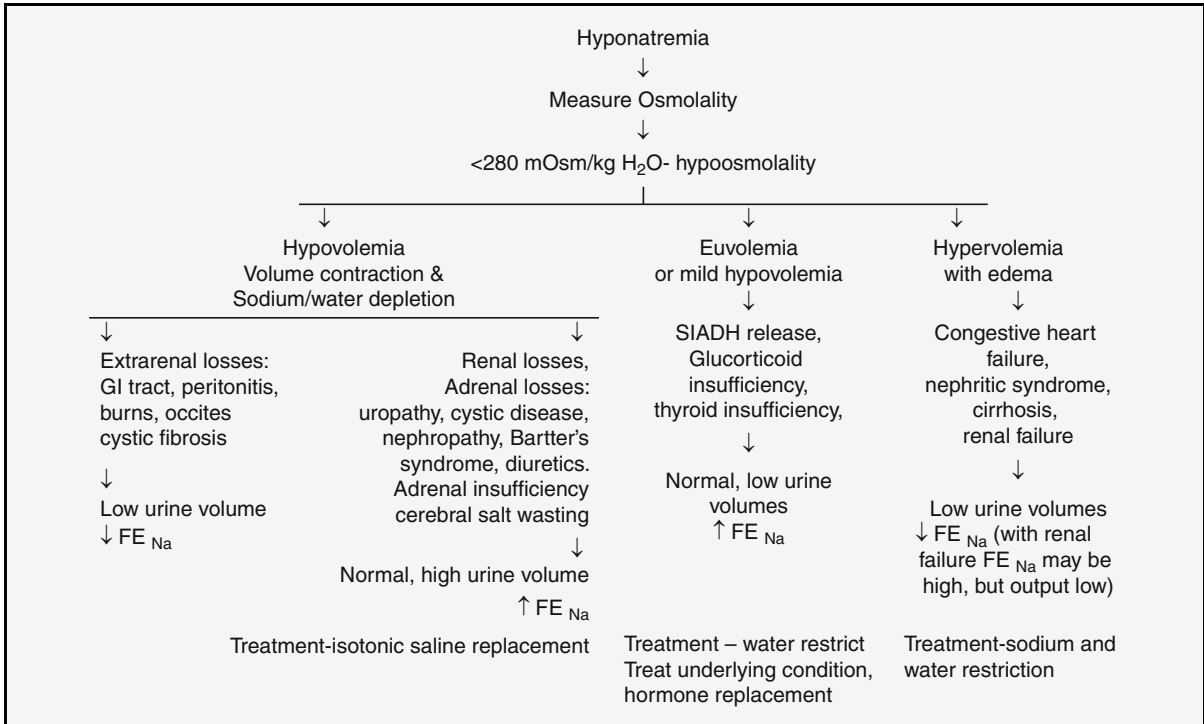 Hyponatremia
↓
Measure Osmolality
↓
<280 mOsm/kg H₂O- hypoosmolality
↓
Hypovolemia
Volume contraction &
Sodium/water depletion
↓
Extrarenal losses:
GI tract, peritonitis,
burns, occites
cystic fibrosis
↓
Low urine volume
↓ FE Na
↓
Renal losses,
Adrenal losses:
uropathy, cystic disease,
nephropathy, Bartter's
syndrome, diuretics.
Adrenal insufficiency
cerebral salt wasting
↓
Normal, high urine volume
↑ FE Na
Treatment-isotonic saline replacement
↓
Euvolemia
or mild hypovolemia
↓
SIADH release,
Glucorticoid
insufficiency,
thyroid insufficiency,
↓
Normal, low urine
volumes
↑ FE Na
Treatment – water restrict
Treat underlying condition,
hormone replacement
↓
Hypervolemia
with edema
↓
Congestive heart
failure,
nephritic syndrome,
cirrhosis,
renal failure
↓
Low urine volumes
↓ FE Na (with renal
failure FE Na may be
high, but output low)
Treatment-sodium and
water restriction